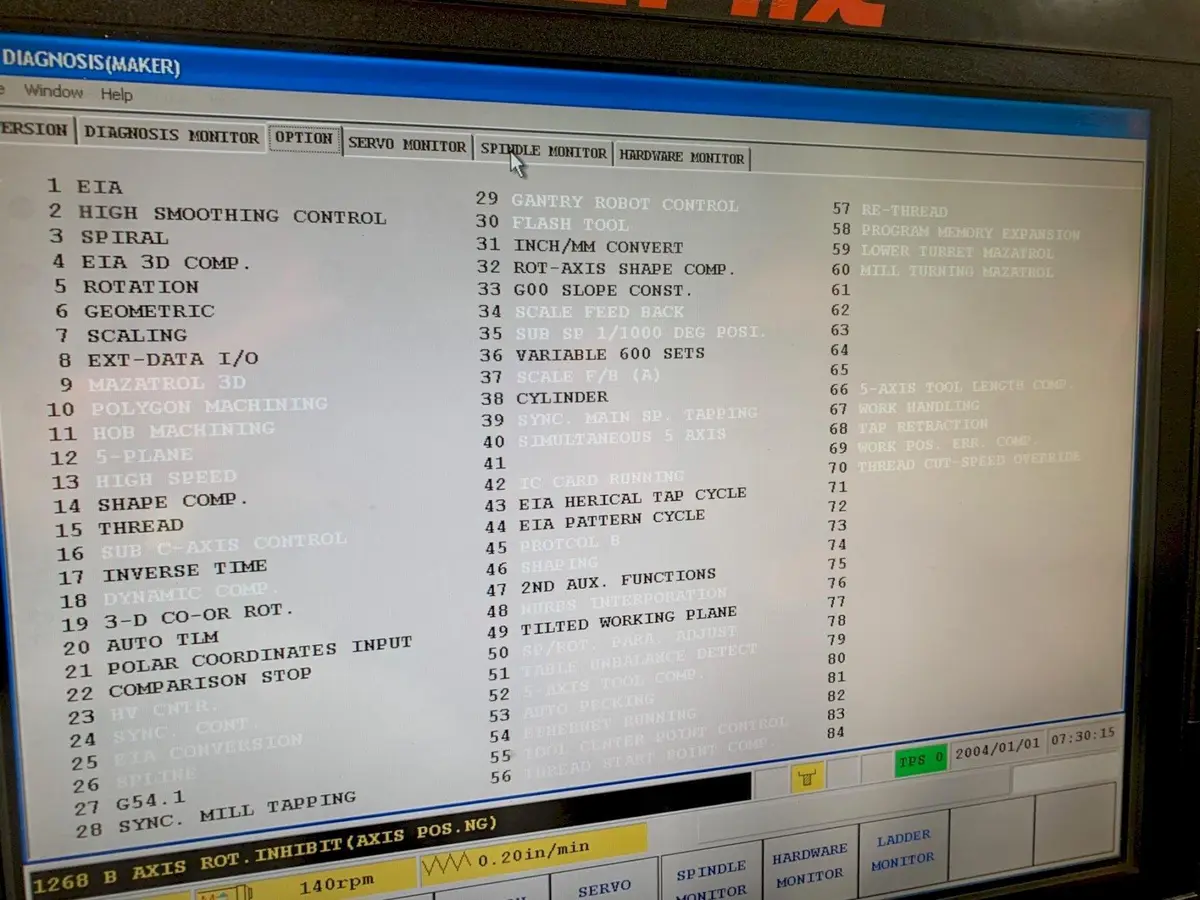 DIAGNOSIS(MAKER)
Window Help
ERSION DIAGNOSIS MONITOR OPTION SERVO MONITOR SPINDLE MONITOR HARDWARE MONITOR
1 EIA
2 HIGH SMOOTHING CONTROL
3 SPIRAL
4 EIA 3D COMP.
5 ROTATION
6 GEOMETRIC
7 SCALING
8 EXT-DATA I/O
9 MAZATROL 3D
10 POLYGON MACHINING
11 HOB MACHINING
12 5-PLANE
13 HIGH SPEED
14 SHAPE COMP.
15 THREAD
16 SUB C-AXIS CONTROL
17 INVERSE TIME
18 DYNAMIC COMP.
19 3-D CO-OR ROT.
20 AUTO TLM
21 POLAR COORDINATES INPUT
22 COMPARISON STOP
23 HV CNTR.
24 SYNC. CONT.
25 EIA CONVERSION
26 SPLINE
27 G54.1
28 SYNC. MILL TAPPING
29 GANTRY ROBOT CONTROL
30 FLASH TOOL
31 INCH/MM CONVERT
32 ROT-AXIS SHAPE COMP.
33 G00 SLOPE CONST.
34 SCALE FEED BACK
35 SUB SP 1/1000 DEG POSI.
36 VARIABLE 600 SETS
37 SCALE F/B (A)
38 CYLINDER
39 SYNC. MAIN SP. TAPPING
40 SIMULTANEOUS 5 AXIS
41
42 IC CARD RUNNING
43 EIA HERICAL TAP CYCLE
44 EIA PATTERN CYCLE
45 PROTCOL B
46 SHAPING
47 2ND AUX. FUNCTIONS
48 NURBS INTERPORATION
49 TILTED WORKING PLANE
50 SP/ROT. PARA. ADJUST
51 TABLE UNBALANCE DETECT
52 5-AXIS TOOL COMP.
53 AUTO PECKING
54 ETHERNET RUNNING
55 TOOL CENTER POINT CONTROL
56 THREAD START POINT COMP.
57 RE-THREAD
58 PROGRAM MEMORY EXPANSION
59 LOWER TURRET MAZATROL
60 MILL TURNING MAZATROL
61
62
63
64
65
66 5-AXIS TOOL LENGTH COMP.
67 WORK HANDLING
68 TAP RETRACTION
69 WORK POS. ERR. COMP.
70 THREAD CUT-SPEED OVERRIDE
71
72
73
74
75
76
77
78
79
80
81
82
83
84
TPS 0 2004/01/01 07:30:15
1268 B AXIS ROT.INHIBIT(AXIS POS.NG)
140rpm 0.20in/min
SERVO
SPINDLE
MONITOR
HARDWARE
MONITOR
LADDER
MONITOR